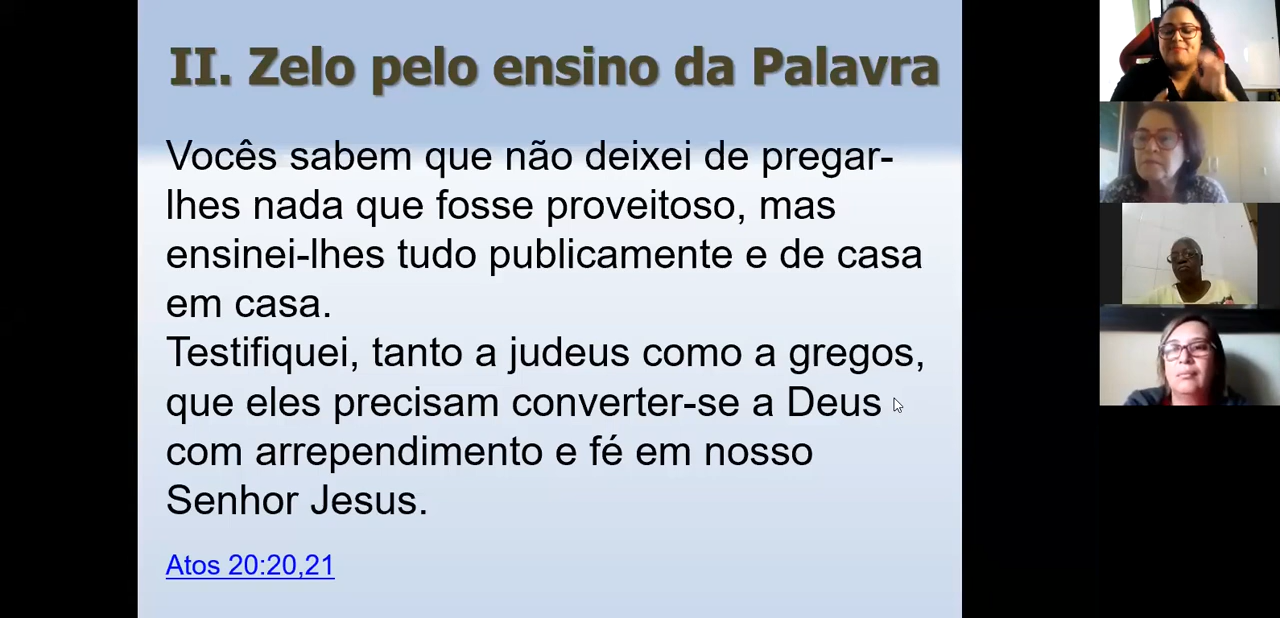 II. Zelo pelo ensino da Palavra
Vocês sabem que não deixei de pregar-
lhes nada que fosse proveitoso, mas
ensinei-lhes tudo publicamente e de casa
em casa.
Testifiquei, tanto a judeus como a gregos,
que eles precisam converter-se a Deus
com arrependimento e fé em nosso
Senhor Jesus.
Atos 20:20,21